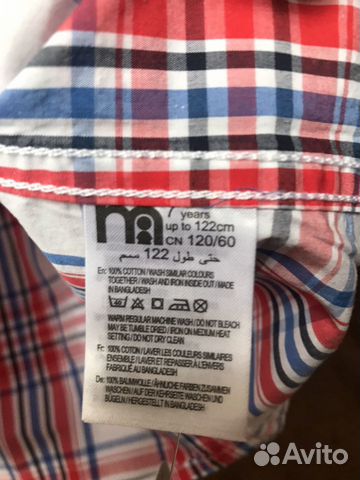 7 years
up to 122cm
CN 120/60
حتى طول 122 سم
En: 100% COTTON / WASH SIMILAR COLOURS
TOGETHER / WASH AND IRON INSIDE OUT / MADE
IN BANGLADESH
WARM REGULAR MACHINE WASH / DO NOT BLEACH
MAY BE TUMBLE DRIED / IRON ON MEDIUM HEAT
SETTING / DO NOT DRY CLEAN
Fr: 100% COTON / LAVER LES COULEURS SIMILAIRES
ENSEMBLE / LAVER ET REPASSER À L'ENVERS
FABRIQUÉ AU BANGLADESH
De: 100% BAUMWOLLE / ÄHNLICHE FARBEN ZUSAMMEN
WASCHEN / AUF DER KEHRSEITE WASCHEN UND
BÜGELN / HERGESTELLT IN BANGLADESH
Avito